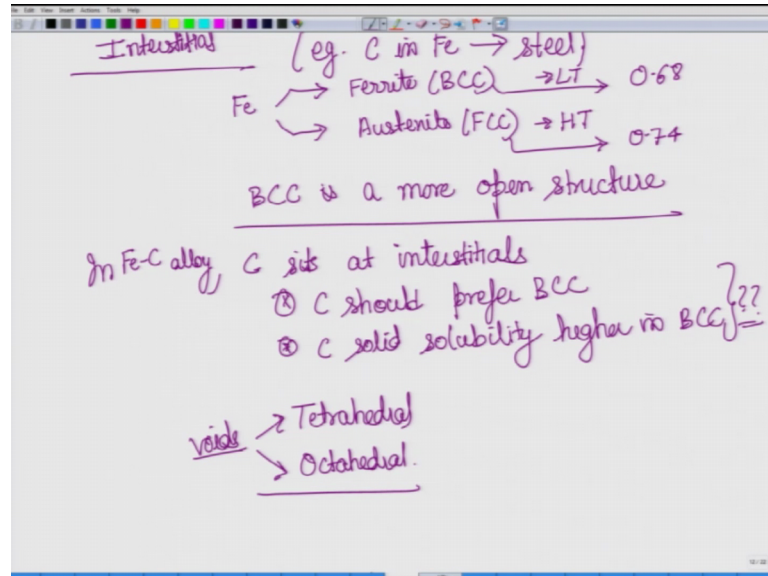 Interstitial (eg. C in Fe → steel)
Fe → Ferrite (BCC) → LT → 0.68
→ Austenite (FCC) → HT → 0.74
BCC is a more open structure
In Fe-C alloy, C sits at interstitials
⊗ C should prefer BCC
⊗ C solid solubility higher in BCC } ??
voids → Tetrahedral
→ Octahedral.